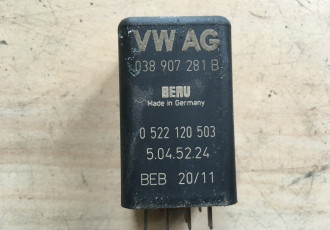 VW AG
038 907 281 B
BERU
Made in Germany
0 522 120 503
5.04.52.24
BEB 20/11